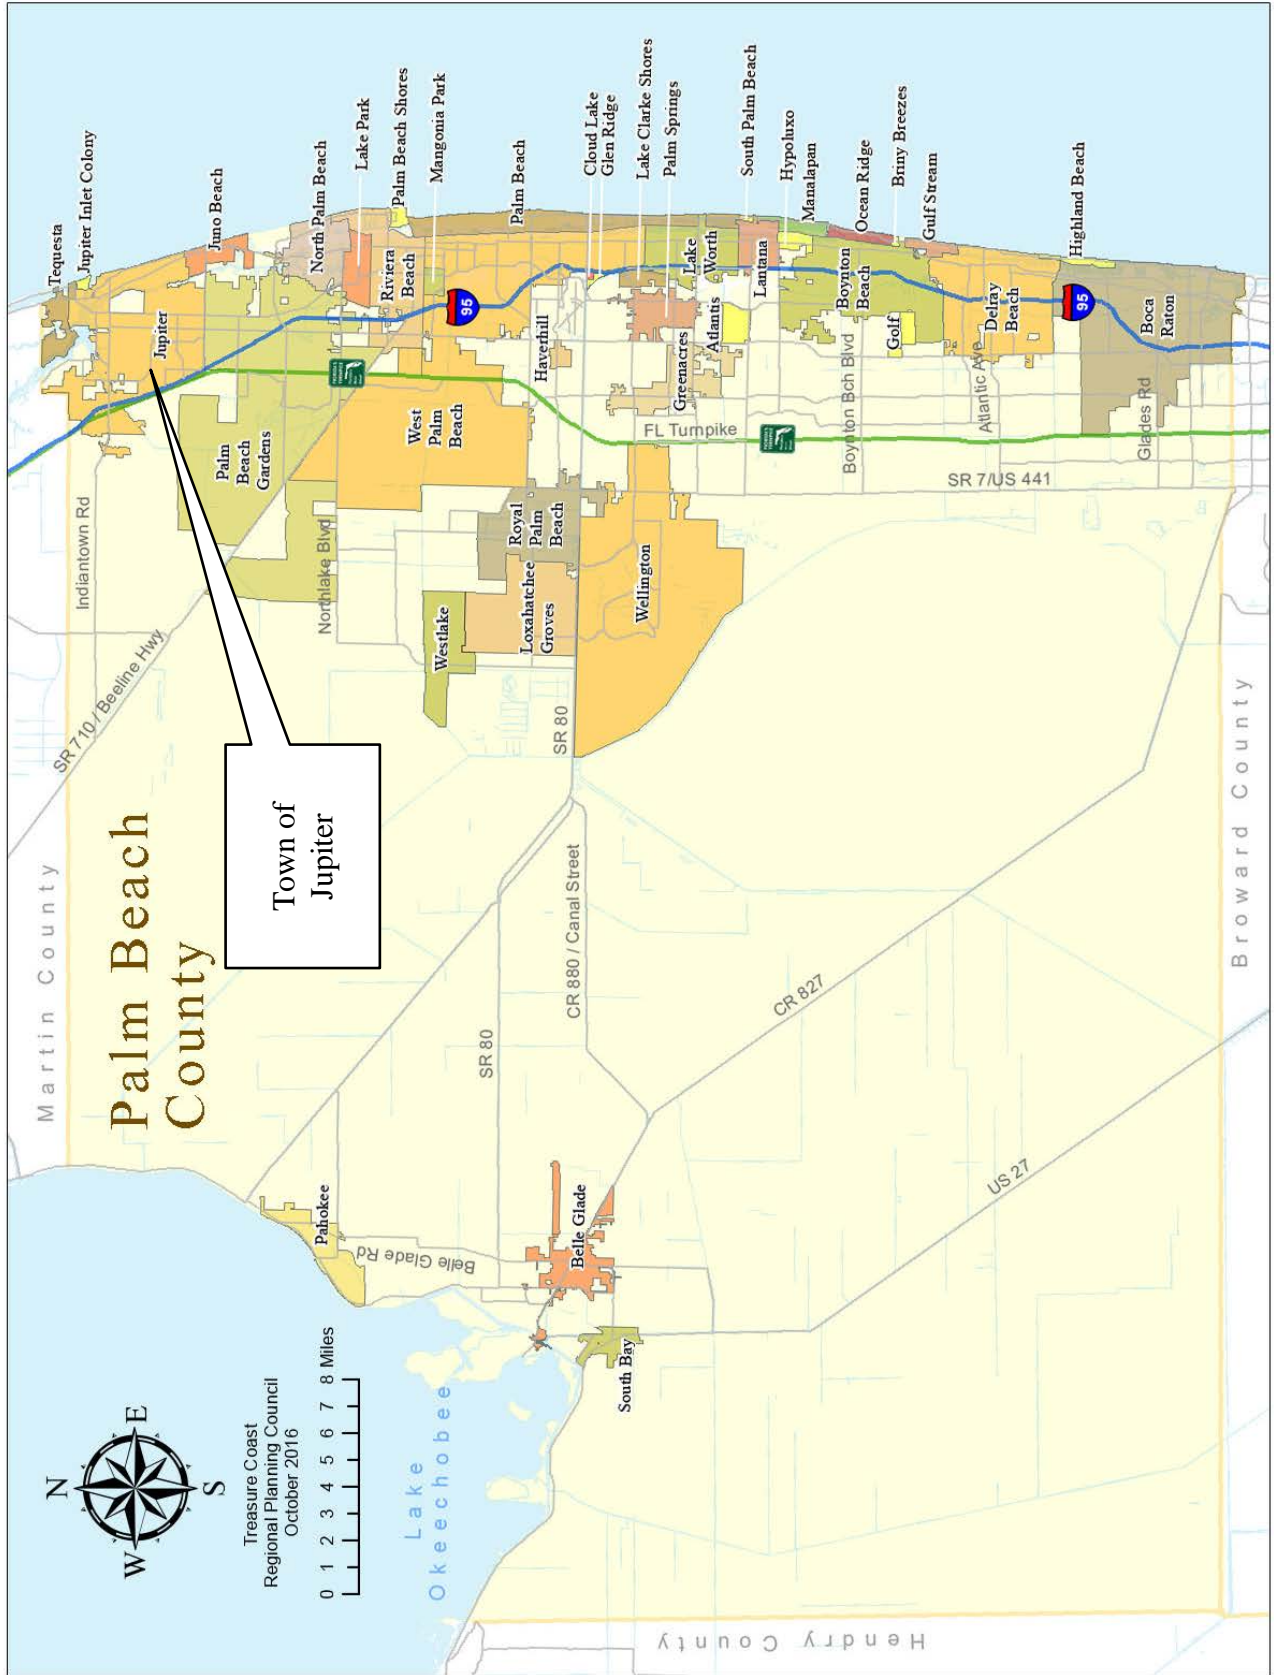 Palm Beach
County
Martin County
Broward County
Hendry County
Town of
Jupiter
N
W
E
S
Treasure Coast
Regional Planning Council
October 2016
0 1 2 3 4 5 6 7 8 Miles
Lake
Okeechobee
Tequesta
Jupiter Inlet Colony
Jupiter
Juno Beach
North Palm Beach
Lake Park
Palm Beach Shores
Riviera
Beach
Mangonia Park
Palm
Beach
Gardens
West
Palm
Beach
Palm Beach
Cloud Lake
Glen Ridge
Haverhill
Lake Clarke Shores
Palm Springs
Lake
Worth
Greenacres
Atlantis
South Palm Beach
Lantana
Hypoluxo
Manalapan
Boynton
Beach
Ocean Ridge
Briny Breezes
Golf
Gulf Stream
Delray
Beach
Highland Beach
Boca
Raton
Westlake
Loxahatchee
Groves
Royal
Palm
Beach
Wellington
Pahokee
Belle Glade
South Bay
95
95
Indiantown Rd
SR 710 / Beeline Hwy
Northlake Blvd
FL Turnpike
Boynton Bch Blvd
Atlantic Ave
Glades Rd
SR 7/US 441
SR 80
SR 80
CR 880 / Canal Street
CR 827
US 27
Belle Glade Rd